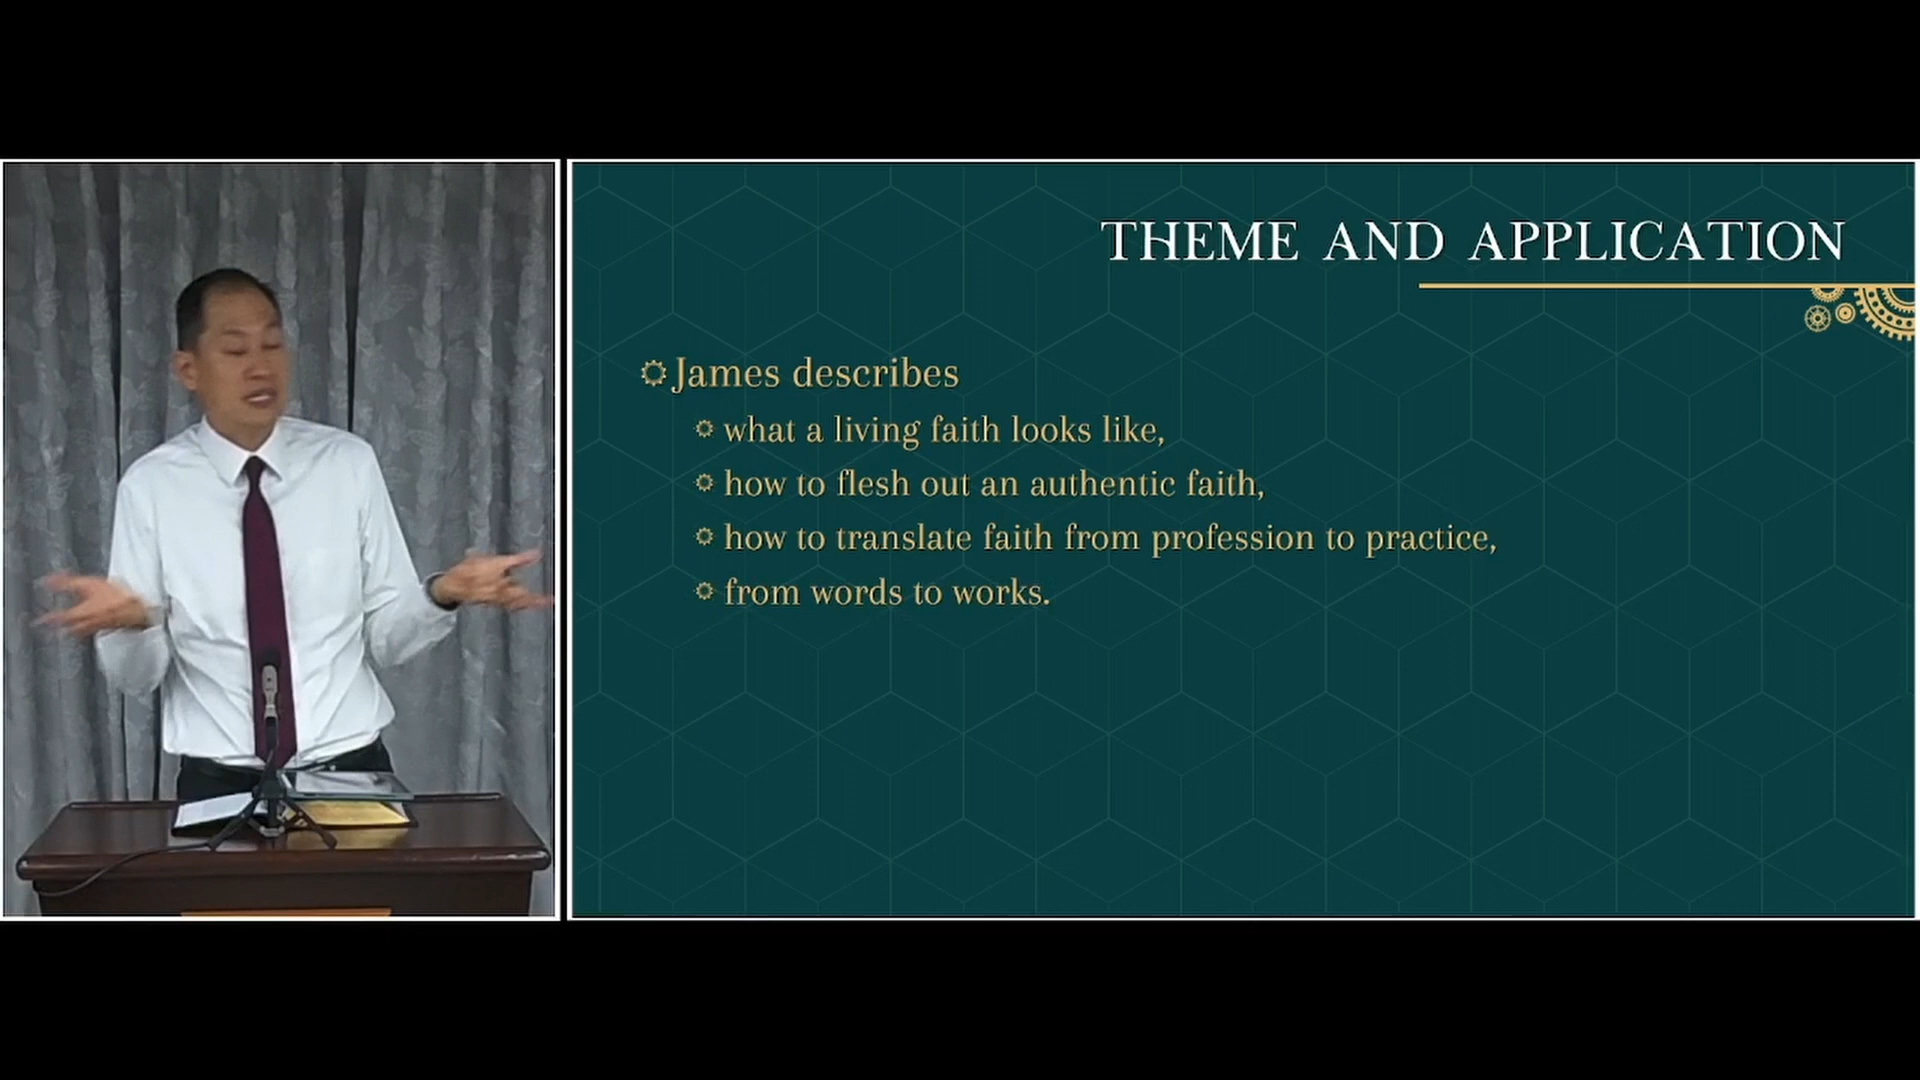 THEME AND APPLICATION
James describes
what a living faith looks like,
how to flesh out an authentic faith,
how to translate faith from profession to practice,
from words to works.